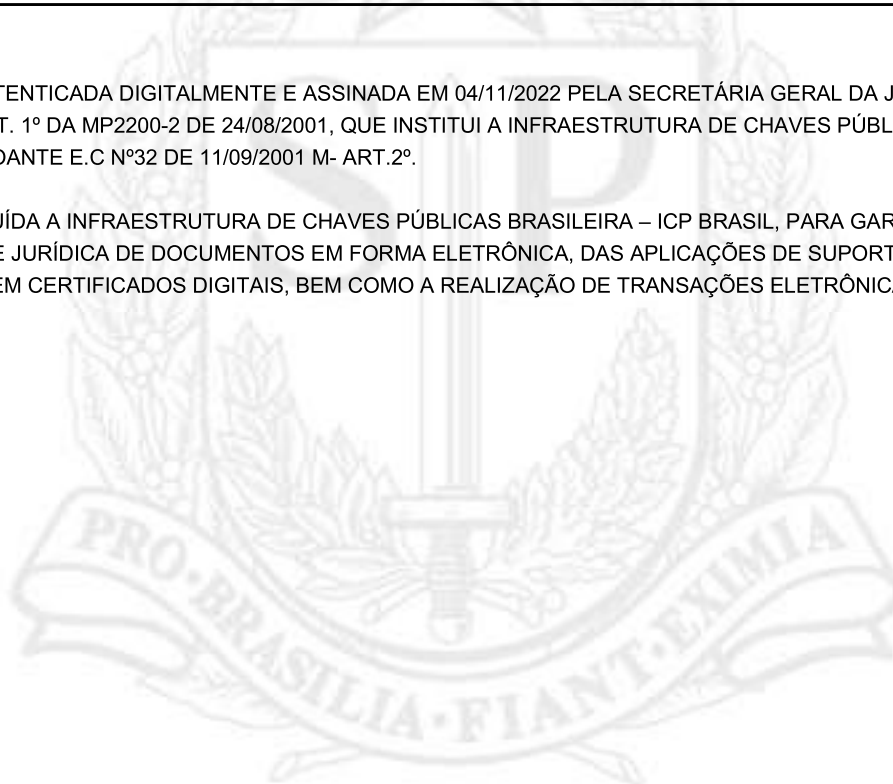 TENTICADA DIGITALMENTE E ASSINADA EM 04/11/2022 PELA SECRETÁRIA GERAL DA J
T. 1º DA MP2200-2 DE 24/08/2001, QUE INSTITUI A INFRAESTRUTURA DE CHAVES PÚBL
DANTE E.C Nº32 DE 11/09/2001 M- ART.2º.
UÍDA A INFRAESTRUTURA DE CHAVES PÚBLICAS BRASILEIRA – ICP BRASIL, PARA GAR
E JURÍDICA DE DOCUMENTOS EM FORMA ELETRÔNICA, DAS APLICAÇÕES DE SUPORT
EM CERTIFICADOS DIGITAIS, BEM COMO A REALIZAÇÃO DE TRANSAÇÕES ELETRÔNICA
SP
PRO·BRASILIA·FIANT·EXIMIA